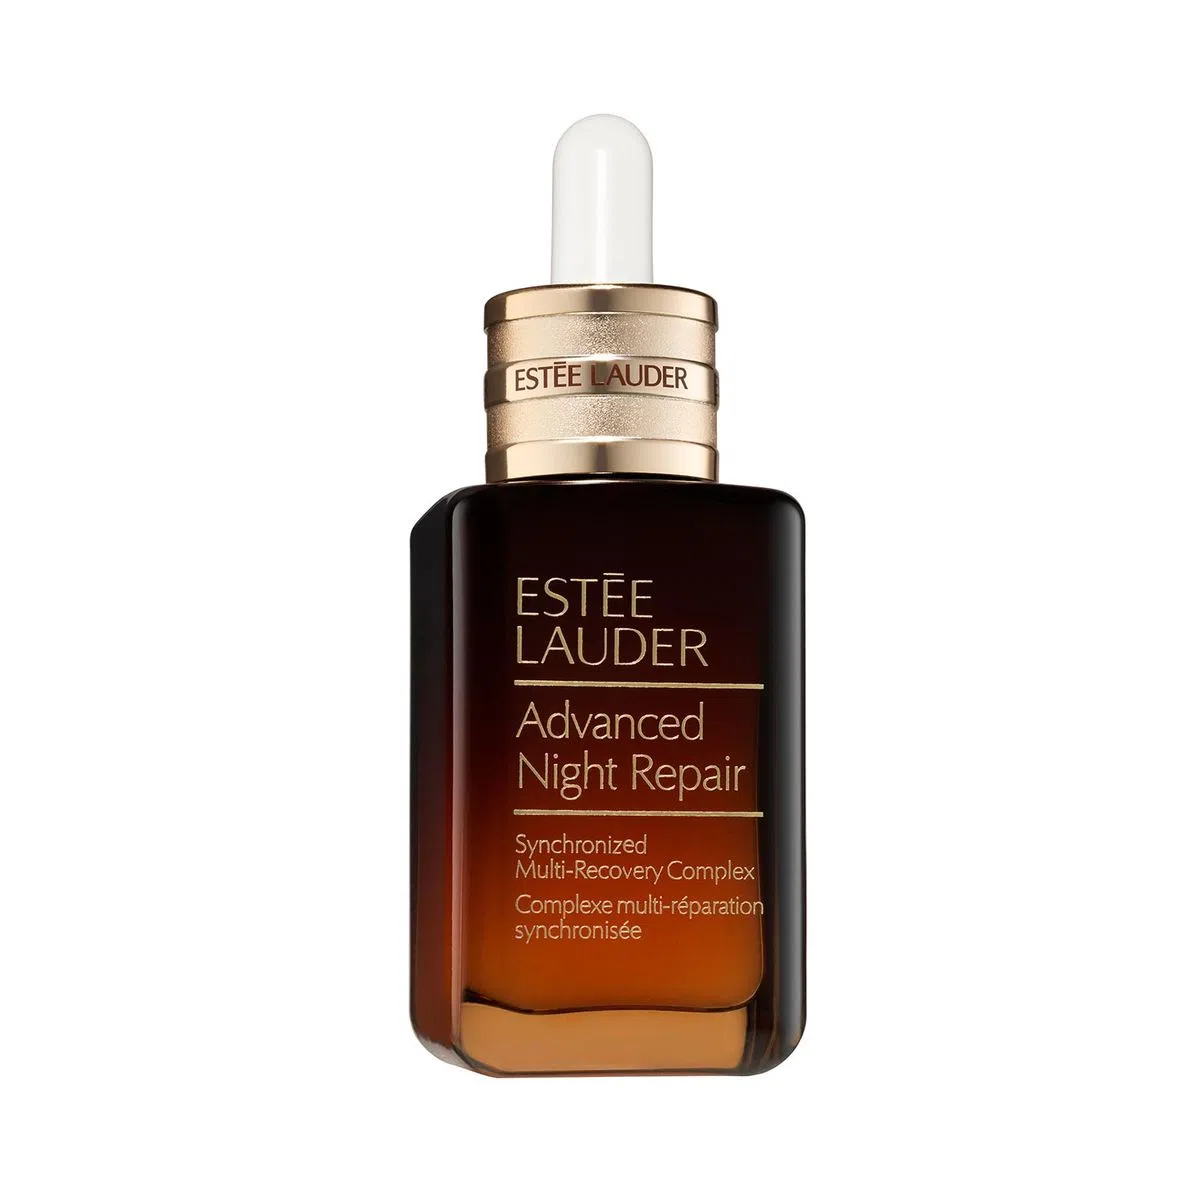 ESTĒE LAUDER
ESTĒE
LAUDER
Advanced
Night Repair
Synchronized
Multi-Recovery Complex
Complexe multi-réparation
synchronisée